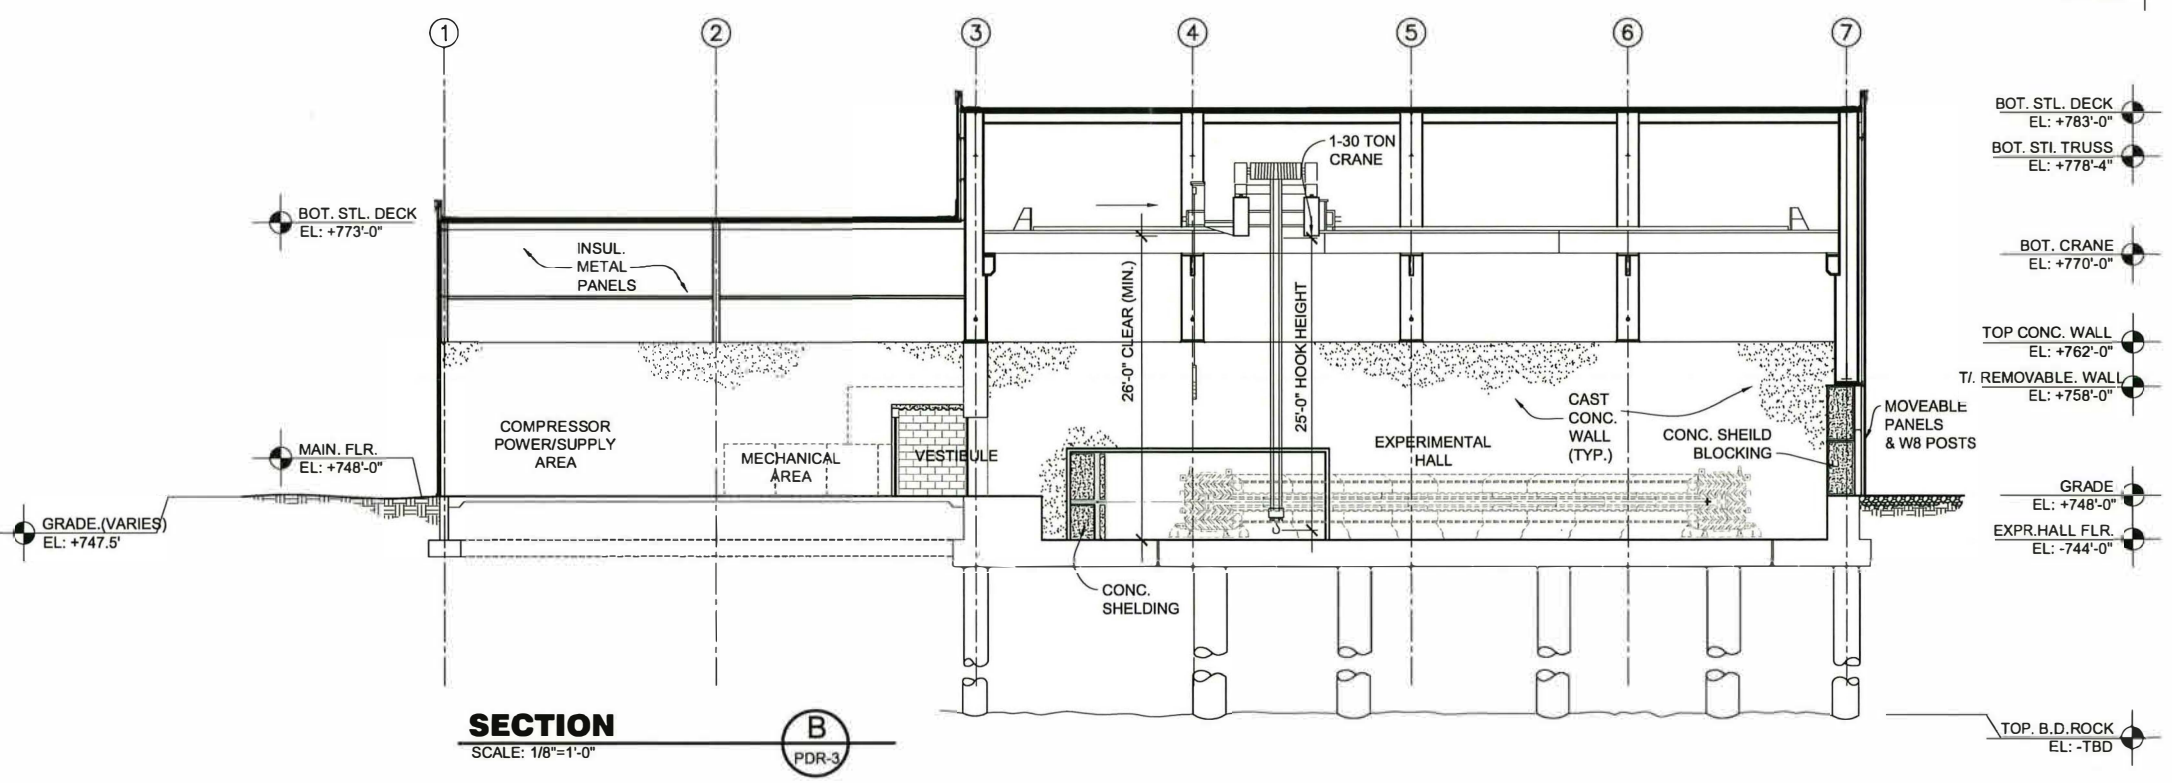 1
2
3
4
5
6
7
BOT. STL. DECK
EL: +783'-0"
BOT. STI. TRUSS
EL: +778'-4"
1-30 TON
CRANE
BOT. STL. DECK
EL: +773'-0"
INSUL.
METAL
PANELS
BOT. CRANE
EL: +770'-0"
26'-0" CLEAR (MIN.)
25'-0" HOOK HEIGHT
TOP CONC. WALL
EL: +762'-0"
T/. REMOVABLE. WALL
EL: +758'-0"
CAST
CONC.
WALL
(TYP.)
MOVEABLE
PANELS
& W8 POSTS
COMPRESSOR
POWER/SUPPLY
AREA
MECHANICAL
AREA
VESTIBULE
EXPERIMENTAL
HALL
CONC. SHEILD
BLOCKING
MAIN. FLR.
EL: +748'-0"
GRADE
EL: +748'-0"
GRADE.(VARIES)
EL: +747.5'
EXPR.HALL FLR.
EL: -744'-0"
CONC.
SHELDING
SECTION
SCALE: 1/8"=1'-0"
B
PDR-3
TOP. B.D.ROCK
EL: -TBD